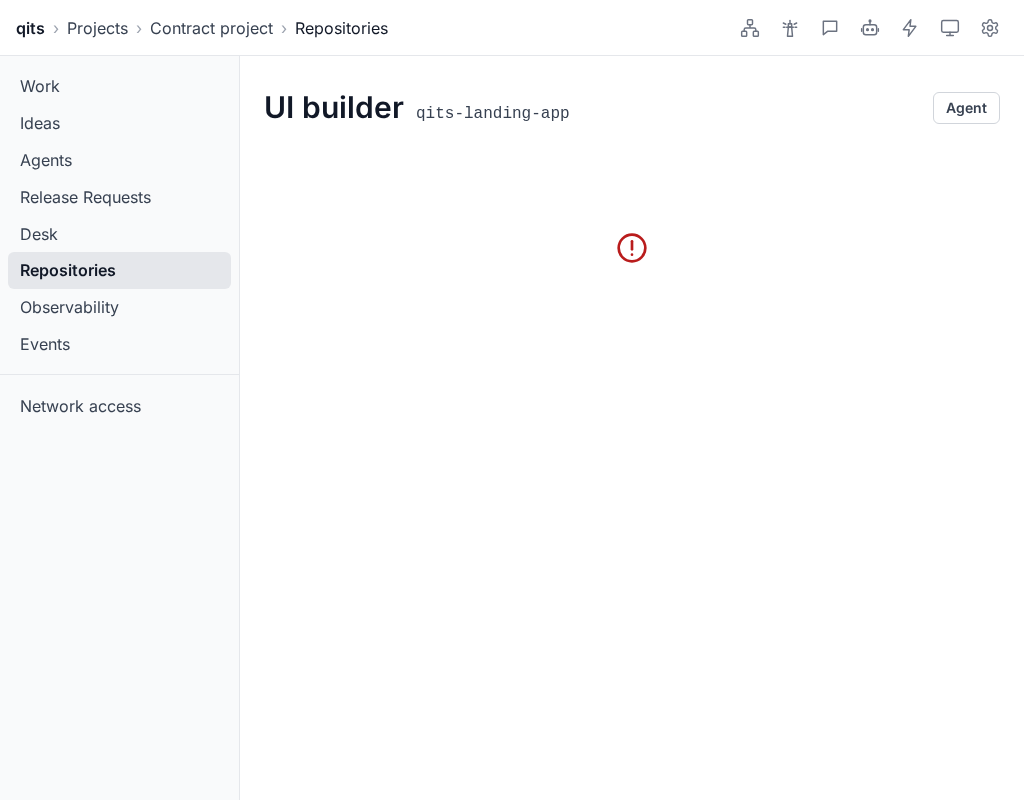 qits › Projects › Contract project › Repositories
Work
Ideas
Agents
Release Requests
Desk
Repositories
Observability
Events
Network access
UI builder qits-landing-app
Agent